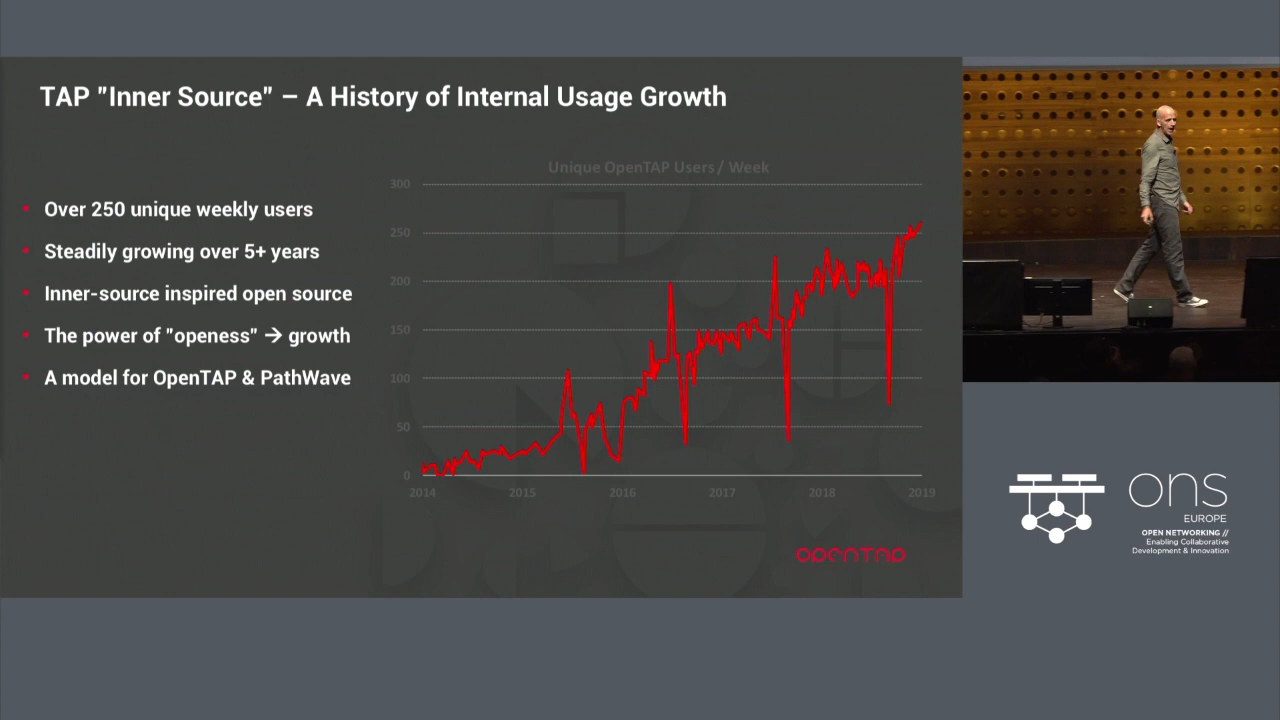 TAP "Inner Source" – A History of Internal Usage Growth
• Over 250 unique weekly users
• Steadily growing over 5+ years
• Inner-source inspired open source
• The power of "openess" → growth
• A model for OpenTAP & PathWave
Unique OpenTAP Users / Week
300
250
200
150
100
50
0
2014 2015 2016 2017 2018 2019
OPENTAP
ons
EUROPE
OPEN NETWORKING //
Enabling Collaborative
Development & Innovation